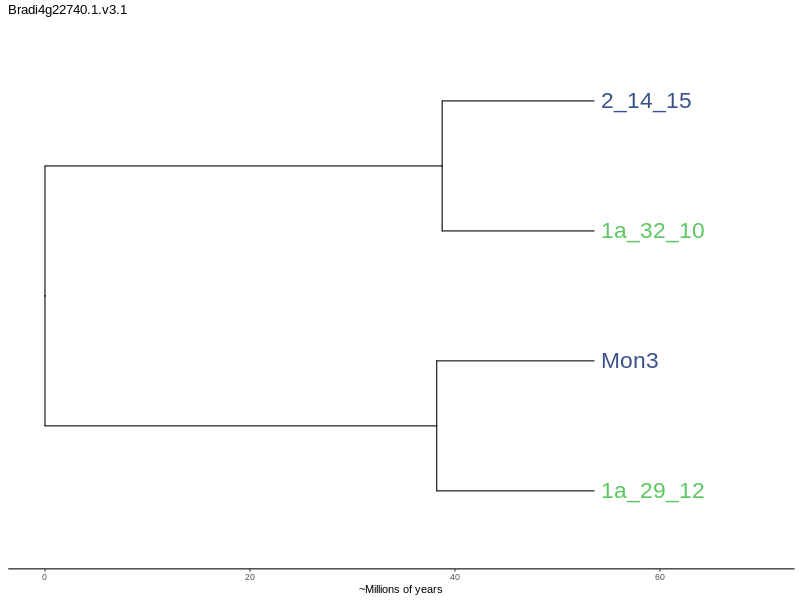 Bradi4g22740.1.v3.1
2_14_15
1a_32_10
Mon3
1a_29_12
0 20 40 60
~Millions of years